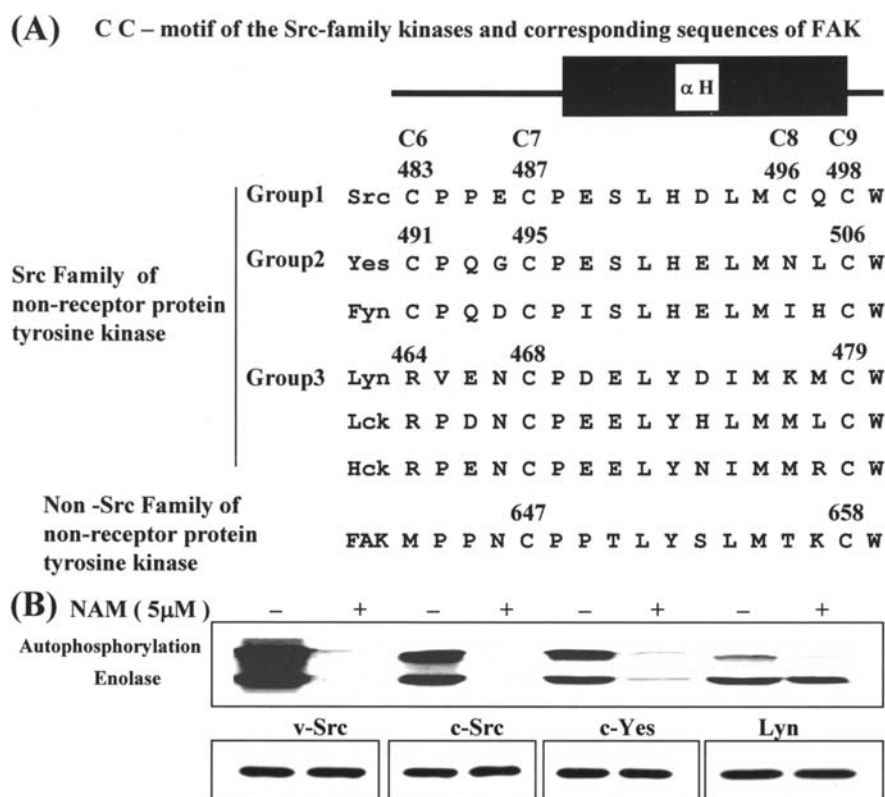 (A) C C – motif of the Src-family kinases and corresponding sequences of FAK
α H
C6 C7 C8 C9
483 487 496 498
Group1 Src C P P E C P E S L H D L M C Q C W
491 495 506
Group2 Yes C P Q G C P E S L H E L M N L C W
Src Family of
non-receptor protein
tyrosine kinase
Fyn C P Q D C P I S L H E L M I H C W
464 468 479
Group3 Lyn R V E N C P D E L Y D I M K M C W
Lck R P D N C P E E L Y H L M M L C W
Hck R P E N C P E E L Y N I M M R C W
Non -Src Family of
non-receptor protein
tyrosine kinase
647 658
FAK M P P N C P P T L Y S L M T K C W
(B) NAM ( 5μM ) – + – + – + – +
Autophosphorylation
Enolase
v-Src c-Src c-Yes Lyn